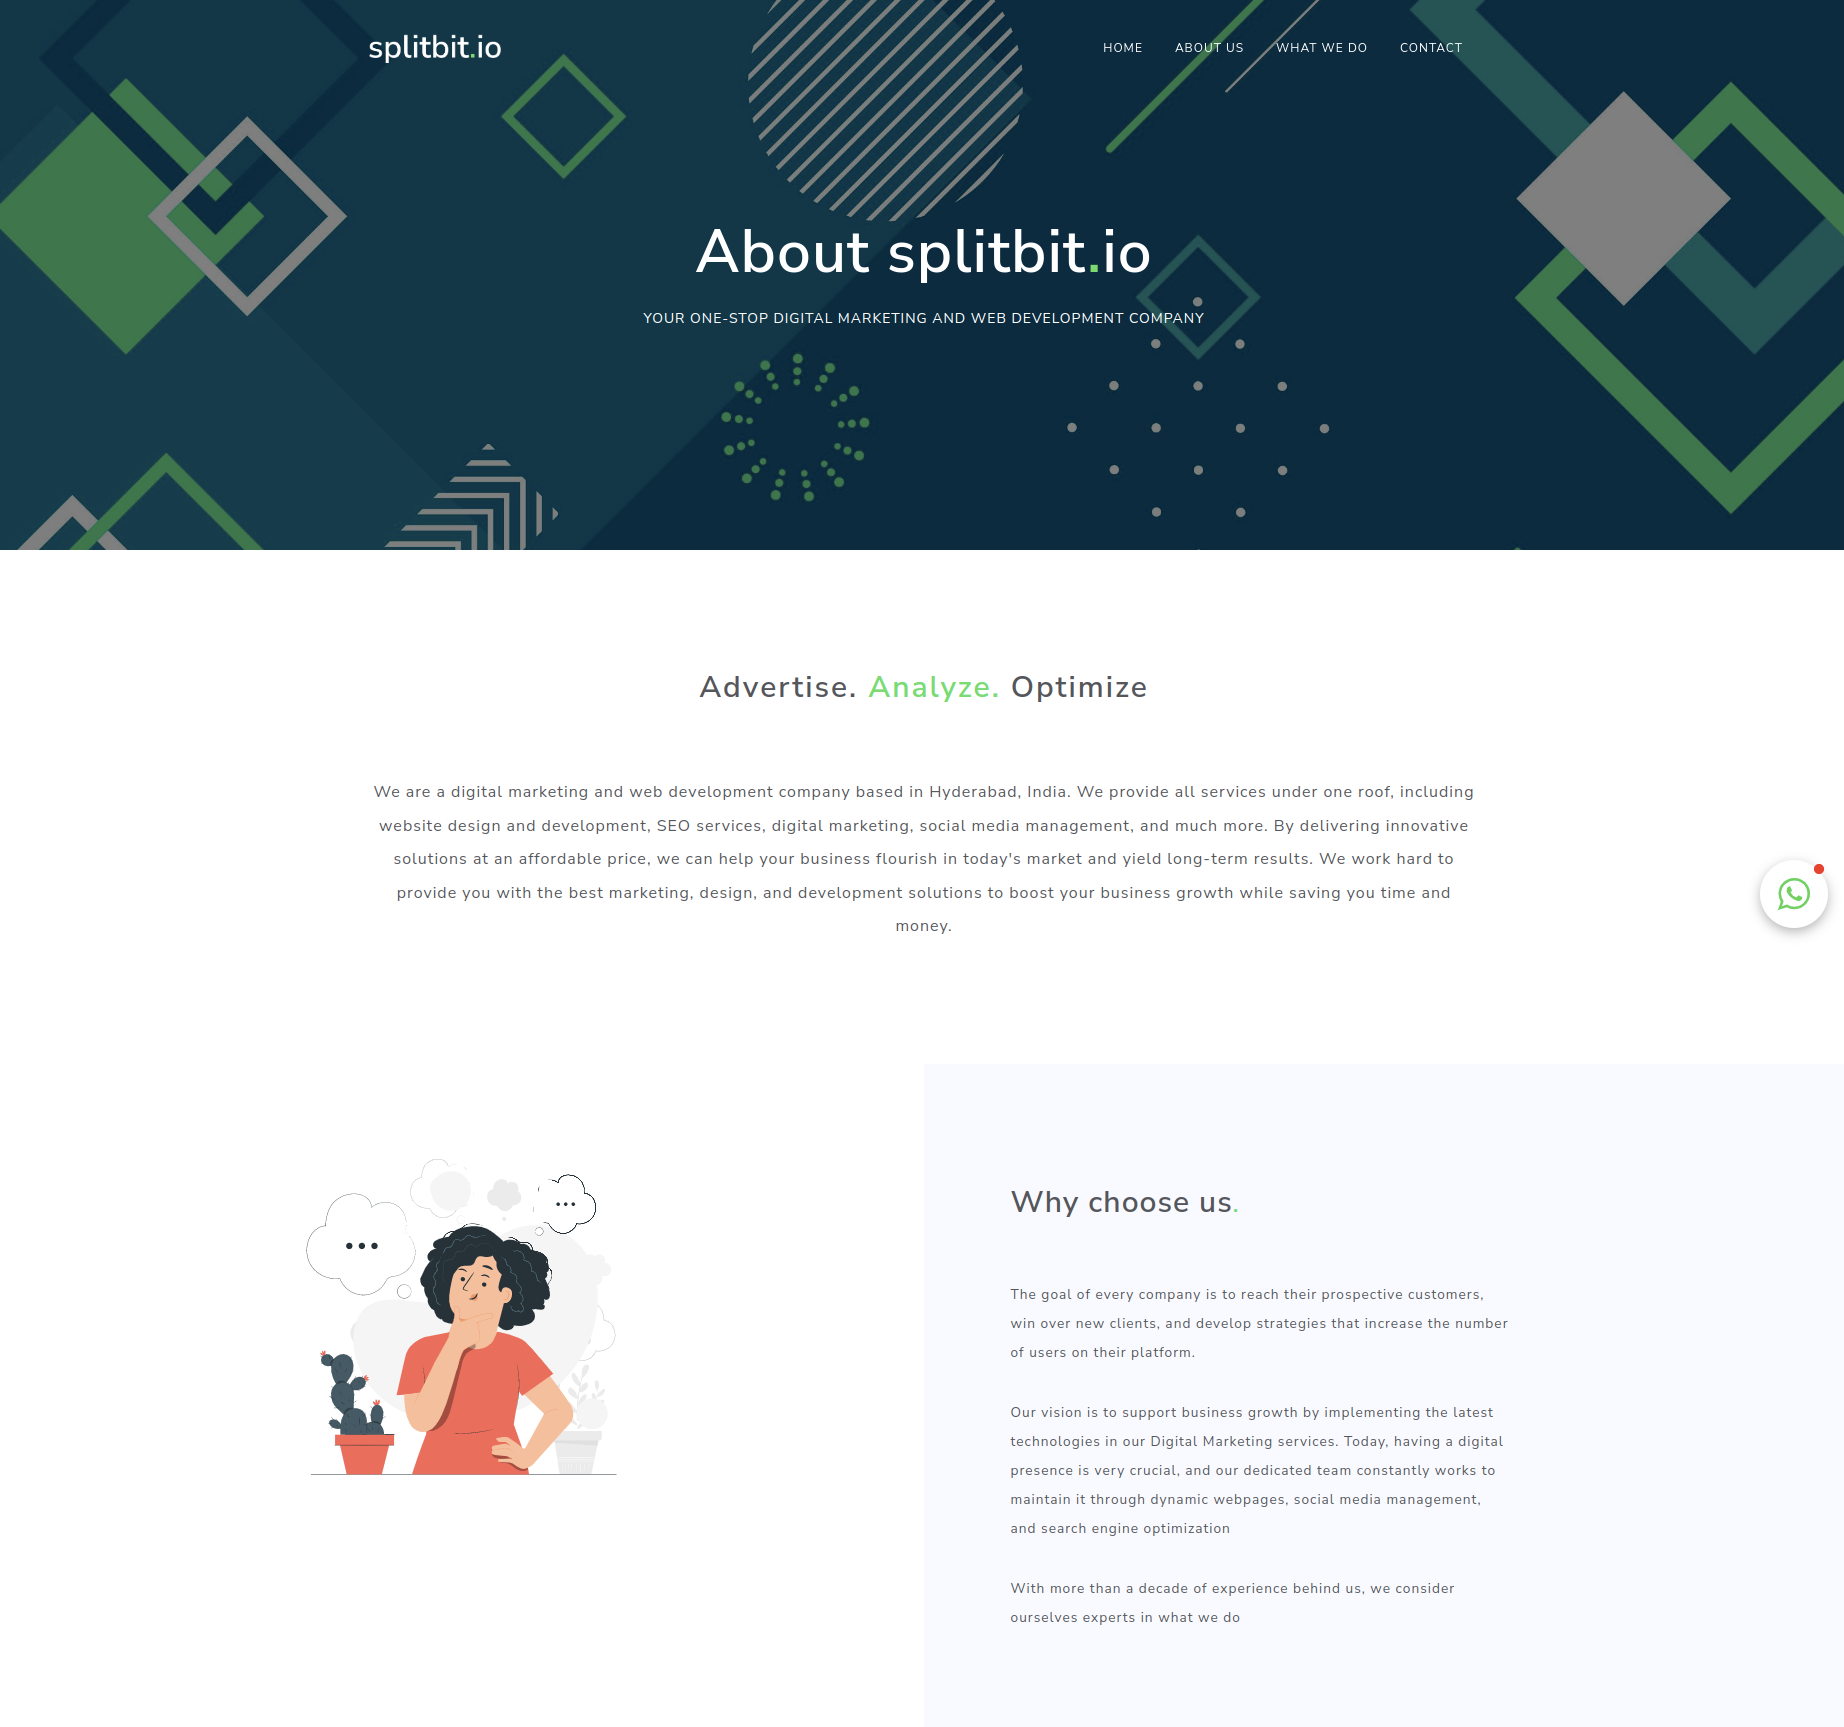 splitbit.io
HOME ABOUT US WHAT WE DO CONTACT
About splitbit.io
YOUR ONE-STOP DIGITAL MARKETING AND WEB DEVELOPMENT COMPANY
Advertise. Analyze. Optimize
We are a digital marketing and web development company based in Hyderabad, India. We provide all services under one roof, including
website design and development, SEO services, digital marketing, social media management, and much more. By delivering innovative
solutions at an affordable price, we can help your business flourish in today's market and yield long-term results. We work hard to
provide you with the best marketing, design, and development solutions to boost your business growth while saving you time and
money.
Why choose us.
The goal of every company is to reach their prospective customers,
win over new clients, and develop strategies that increase the number
of users on their platform.
Our vision is to support business growth by implementing the latest
technologies in our Digital Marketing services. Today, having a digital
presence is very crucial, and our dedicated team constantly works to
maintain it through dynamic webpages, social media management,
and search engine optimization
With more than a decade of experience behind us, we consider
ourselves experts in what we do